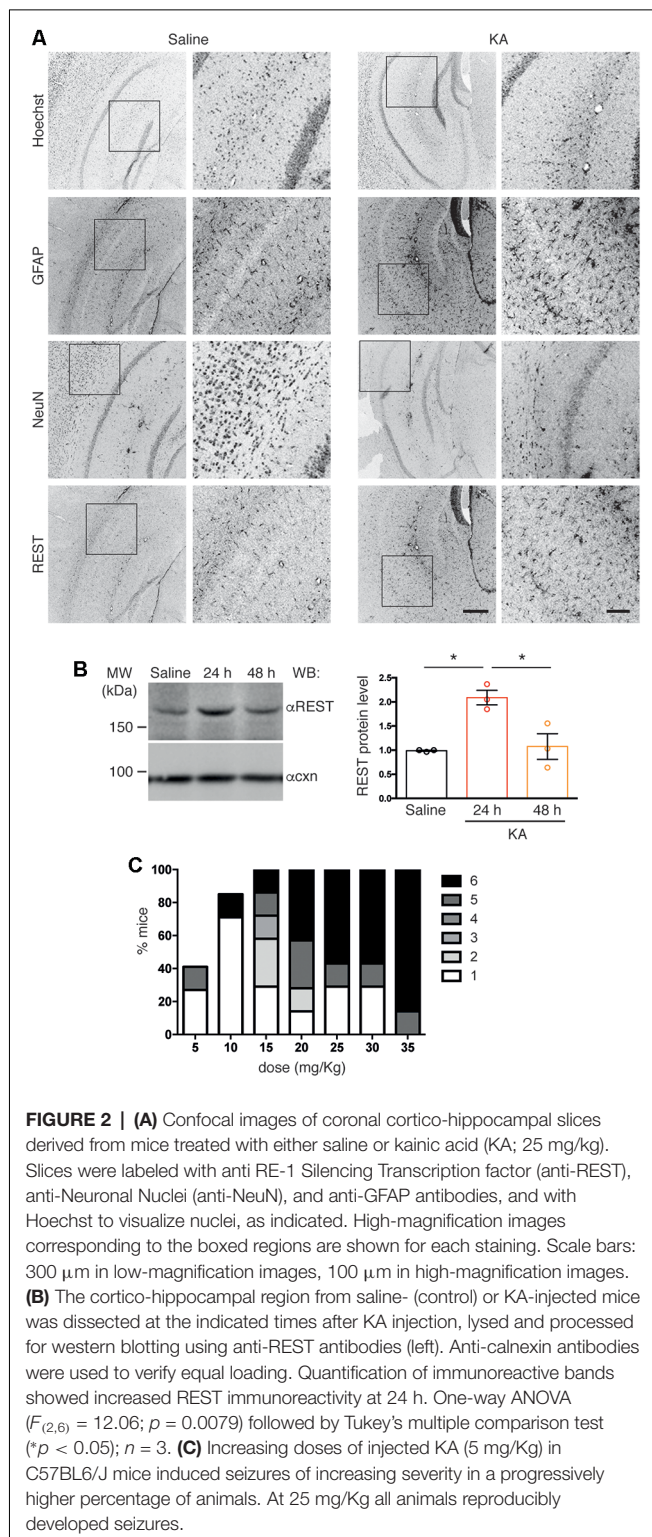 A
Saline KA
Hoechst
GFAP
NeuN
REST
B
MW
(kDa)
Saline 24 h 48 h WB:
αREST
150
100
αcxn
REST protein level
2.5
2.0
1.5
1.0
0.5
0.0
* *
Saline 24 h 48 h
KA
C
% mice
100
80
60
40
20
0
5 10 15 20 25 30 35
dose (mg/Kg)
6
5
4
3
2
1
FIGURE 2 | (A) Confocal images of coronal cortico-hippocampal slices
derived from mice treated with either saline or kainic acid (KA; 25 mg/kg).
Slices were labeled with anti RE-1 Silencing Transcription factor (anti-REST),
anti-Neuronal Nuclei (anti-NeuN), and anti-GFAP antibodies, and with
Hoechst to visualize nuclei, as indicated. High-magnification images
corresponding to the boxed regions are shown for each staining. Scale bars:
300 μm in low-magnification images, 100 μm in high-magnification images.
(B) The cortico-hippocampal region from saline- (control) or KA-injected mice
was dissected at the indicated times after KA injection, lysed and processed
for western blotting using anti-REST antibodies (left). Anti-calnexin antibodies
were used to verify equal loading. Quantification of immunoreactive bands
showed increased REST immunoreactivity at 24 h. One-way ANOVA
(F(2,6) = 12.06; p = 0.0079) followed by Tukey's multiple comparison test
(*p < 0.05); n = 3. (C) Increasing doses of injected KA (5 mg/Kg) in
C57BL6/J mice induced seizures of increasing severity in a progressively
higher percentage of animals. At 25 mg/Kg all animals reproducibly
developed seizures.